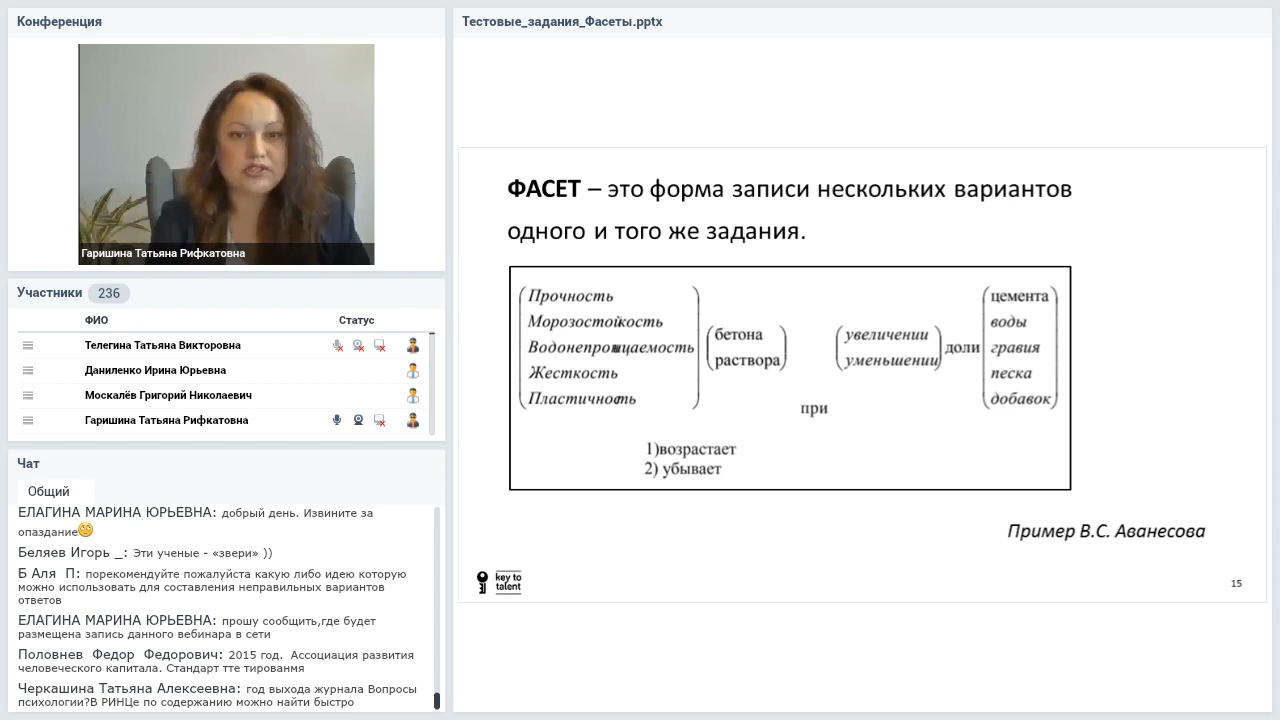 Конференция
Гаришина Татьяна Рифкатовна
Участники 236
ФИО Статус
Телегина Татьяна Викторовна
Даниленко Ирина Юрьевна
Москалёв Григорий Николаевич
Гаришина Татьяна Рифкатовна
Чат
Общий
ЕЛАГИНА МАРИНА ЮРЬЕВНА: добрый день. Извините за
опаздание
Беляев Игорь _: Эти ученые - «звери» ))
Б Аля П: порекомендуйте пожалуйста какую либо идею которую
можно использовать для составления неправильных вариантов
ответов
ЕЛАГИНА МАРИНА ЮРЬЕВНА: прошу сообщить,где будет
размещена запись данного вебинара в сети
Половнев Федор Федорович: 2015 год. Ассоциация развития
человеческого капитала. Стандарт тте тированмя
Черкашина Татьяна Алексеевна: год выхода журнала Вопросы
психологии?В РИНЦе по содержанию можно найти быстро
Тестовые_задания_Фасеты.pptx
ФАСЕТ – это форма записи нескольких вариантов
одного и того же задания.
Прочность
Морозостойкость
Водонепроницаемость
Жесткость
Пластичность
бетона
раствора
при
увеличении
уменьшении
доли
цемента
воды
гравия
песка
добавок
1)возрастает
2) убывает
Пример В.С. Аванесова
key to
talent
15